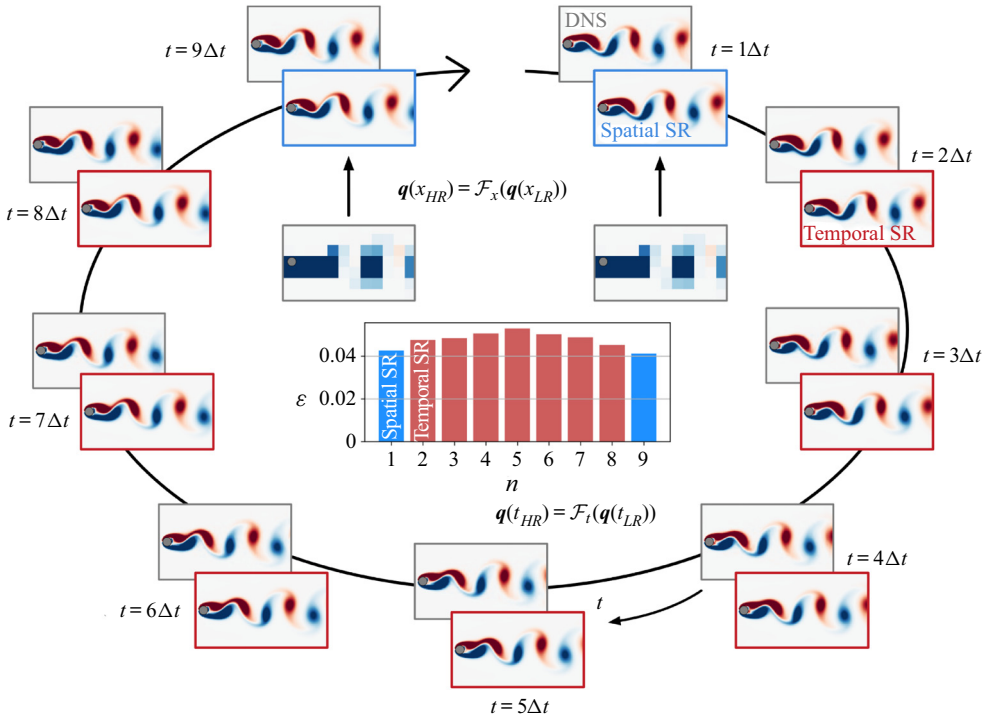 DNS
t = 9Δt
t = 1Δt
Spatial SR
t = 2Δt
q(x_HR) = ℱ_x(q(x_LR))
t = 8Δt
Temporal SR
t = 3Δt
0.04
0.02
0
ε
Spatial SR
Temporal SR
1 2 3 4 5 6 7 8 9
n
t = 7Δt
q(t_HR) = ℱ_t(q(t_LR))
t = 4Δt
t = 6Δt
t
t = 5Δt